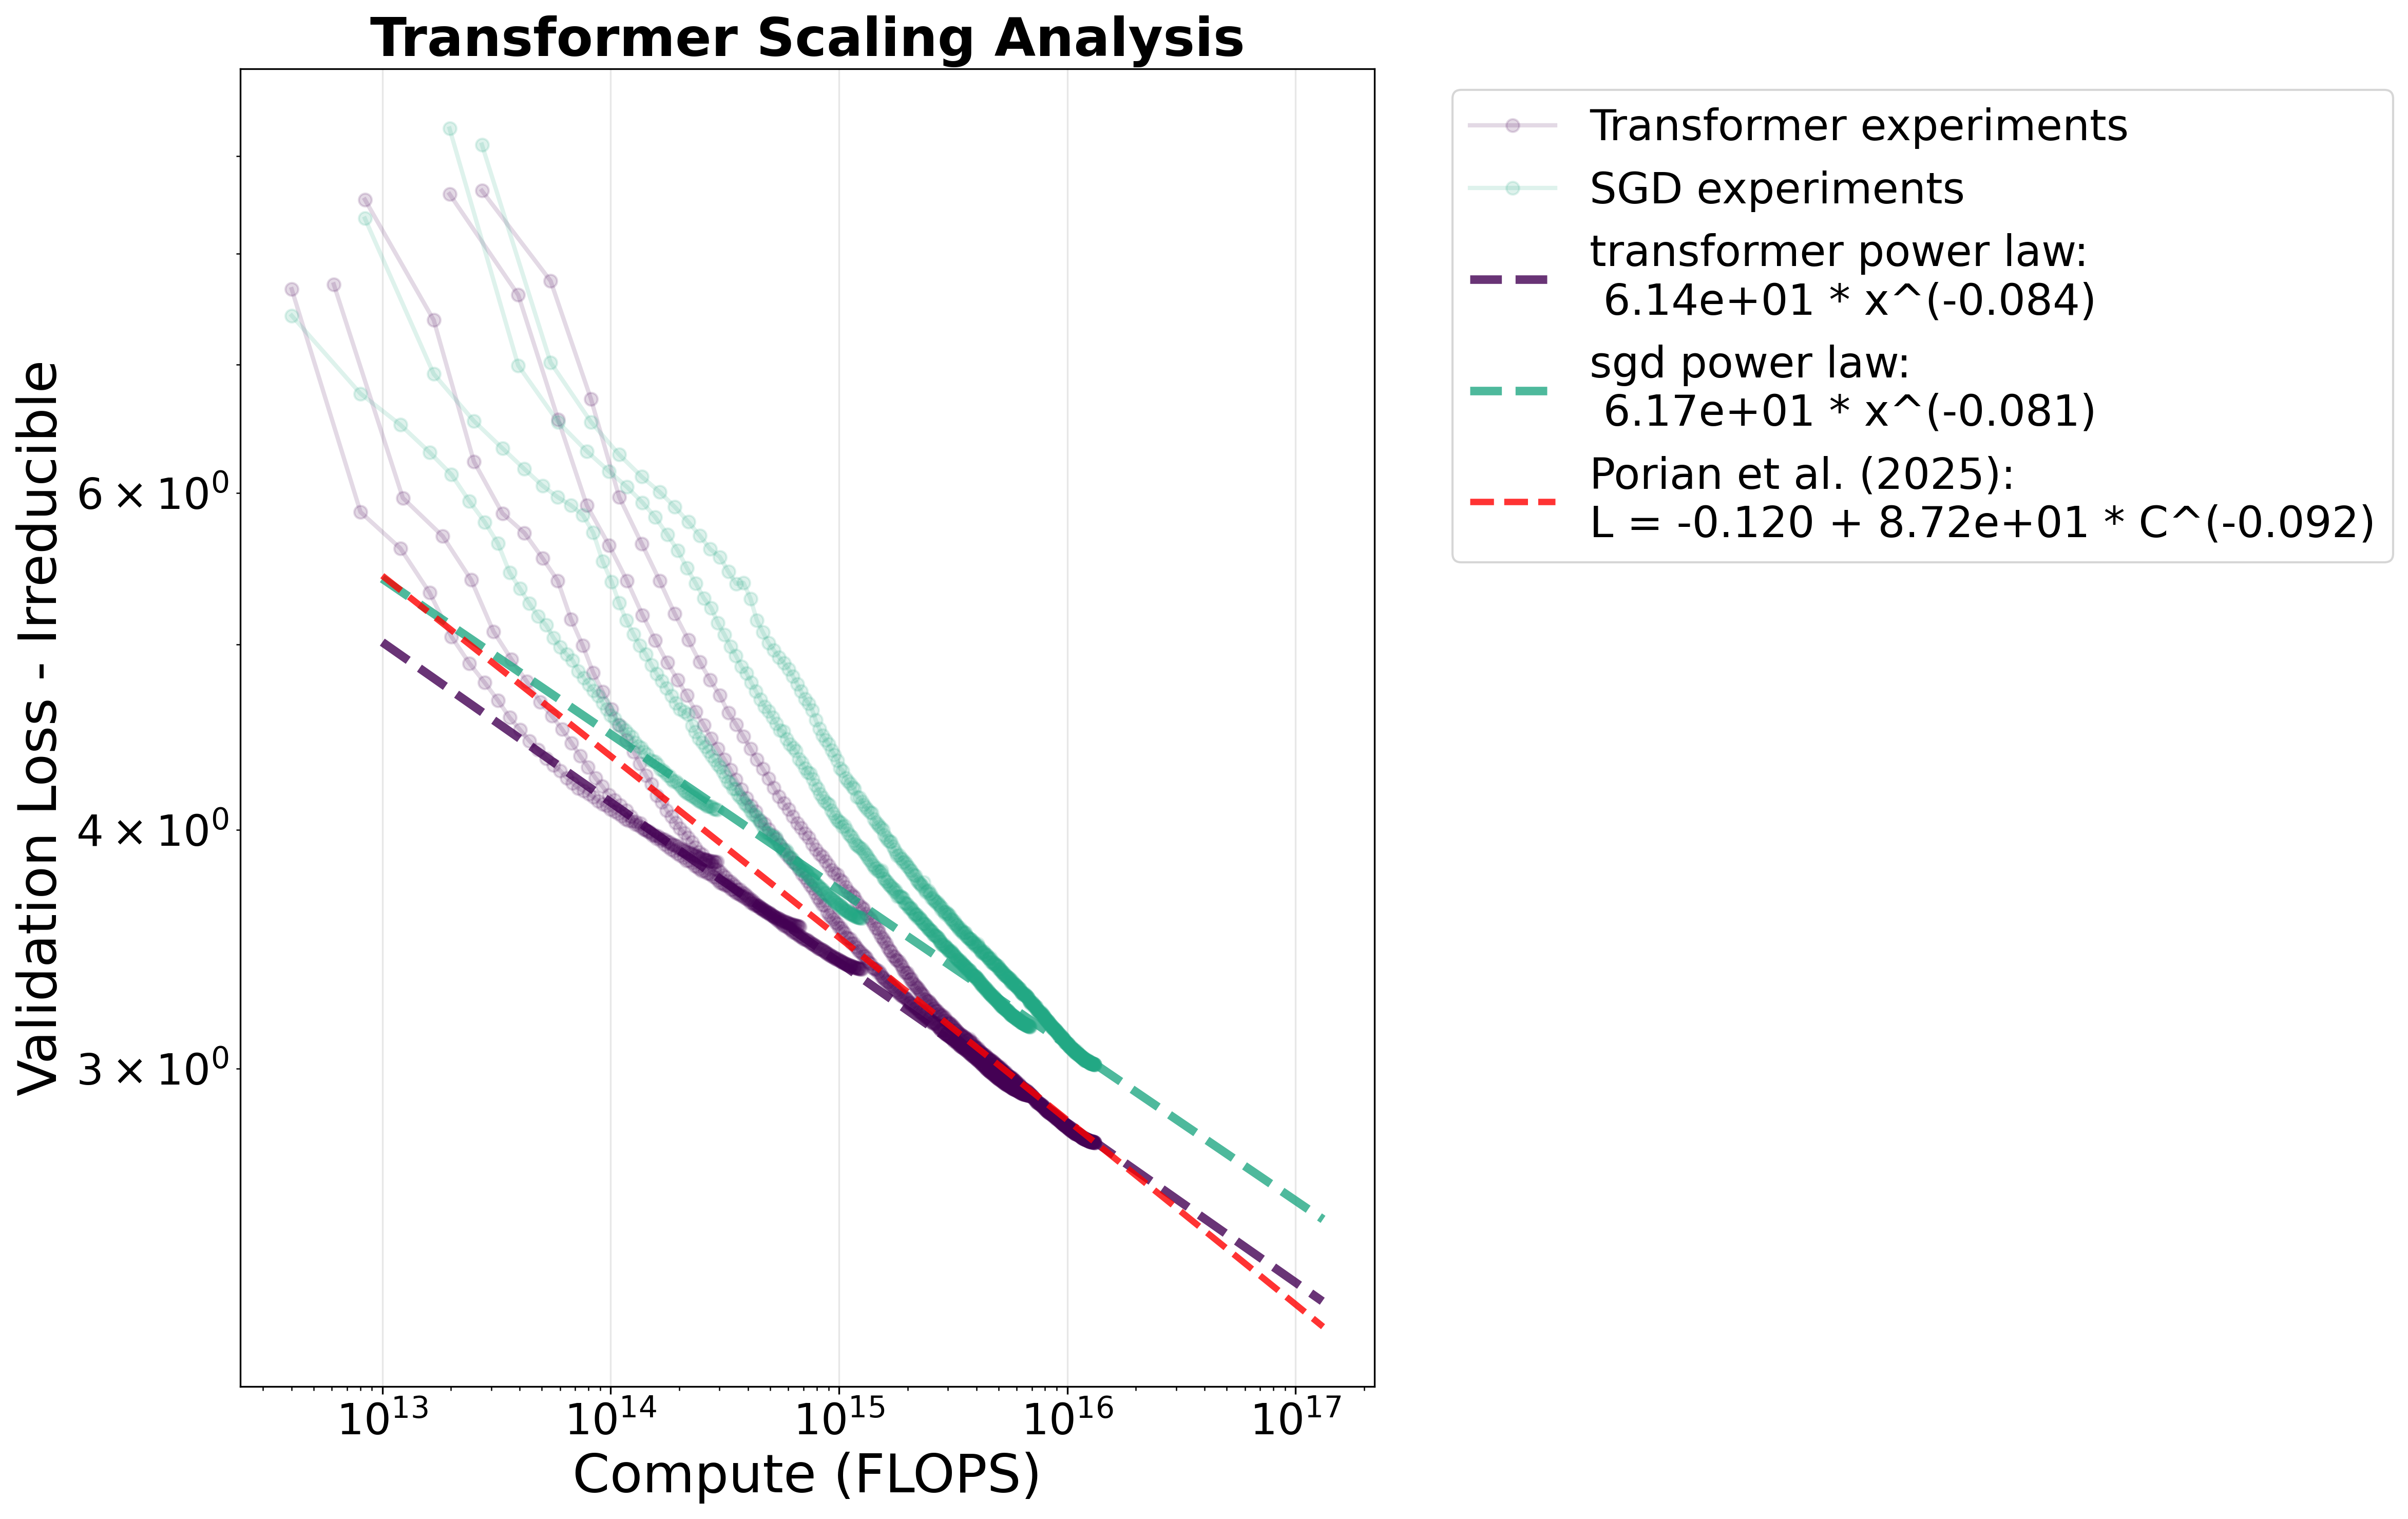 Transformer Scaling Analysis
Validation Loss - Irreducible
6 × 10⁰
4 × 10⁰
3 × 10⁰
10¹³ 10¹⁴ 10¹⁵ 10¹⁶ 10¹⁷
Compute (FLOPS)
Transformer experiments
SGD experiments
transformer power law:
6.14e+01 * x^(-0.084)
sgd power law:
6.17e+01 * x^(-0.081)
Porian et al. (2025):
L = -0.120 + 8.72e+01 * C^(-0.092)